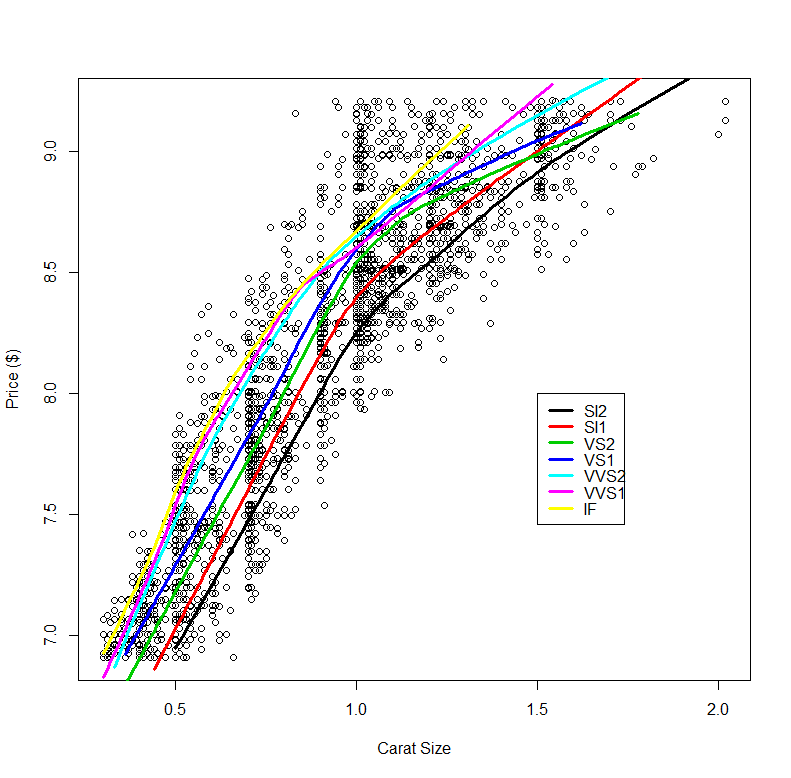 9.0
8.5
8.0
7.5
7.0
Price ($)
SI2
SI1
VS2
VS1
VVS2
VVS1
IF
0.5 1.0 1.5 2.0
Carat Size